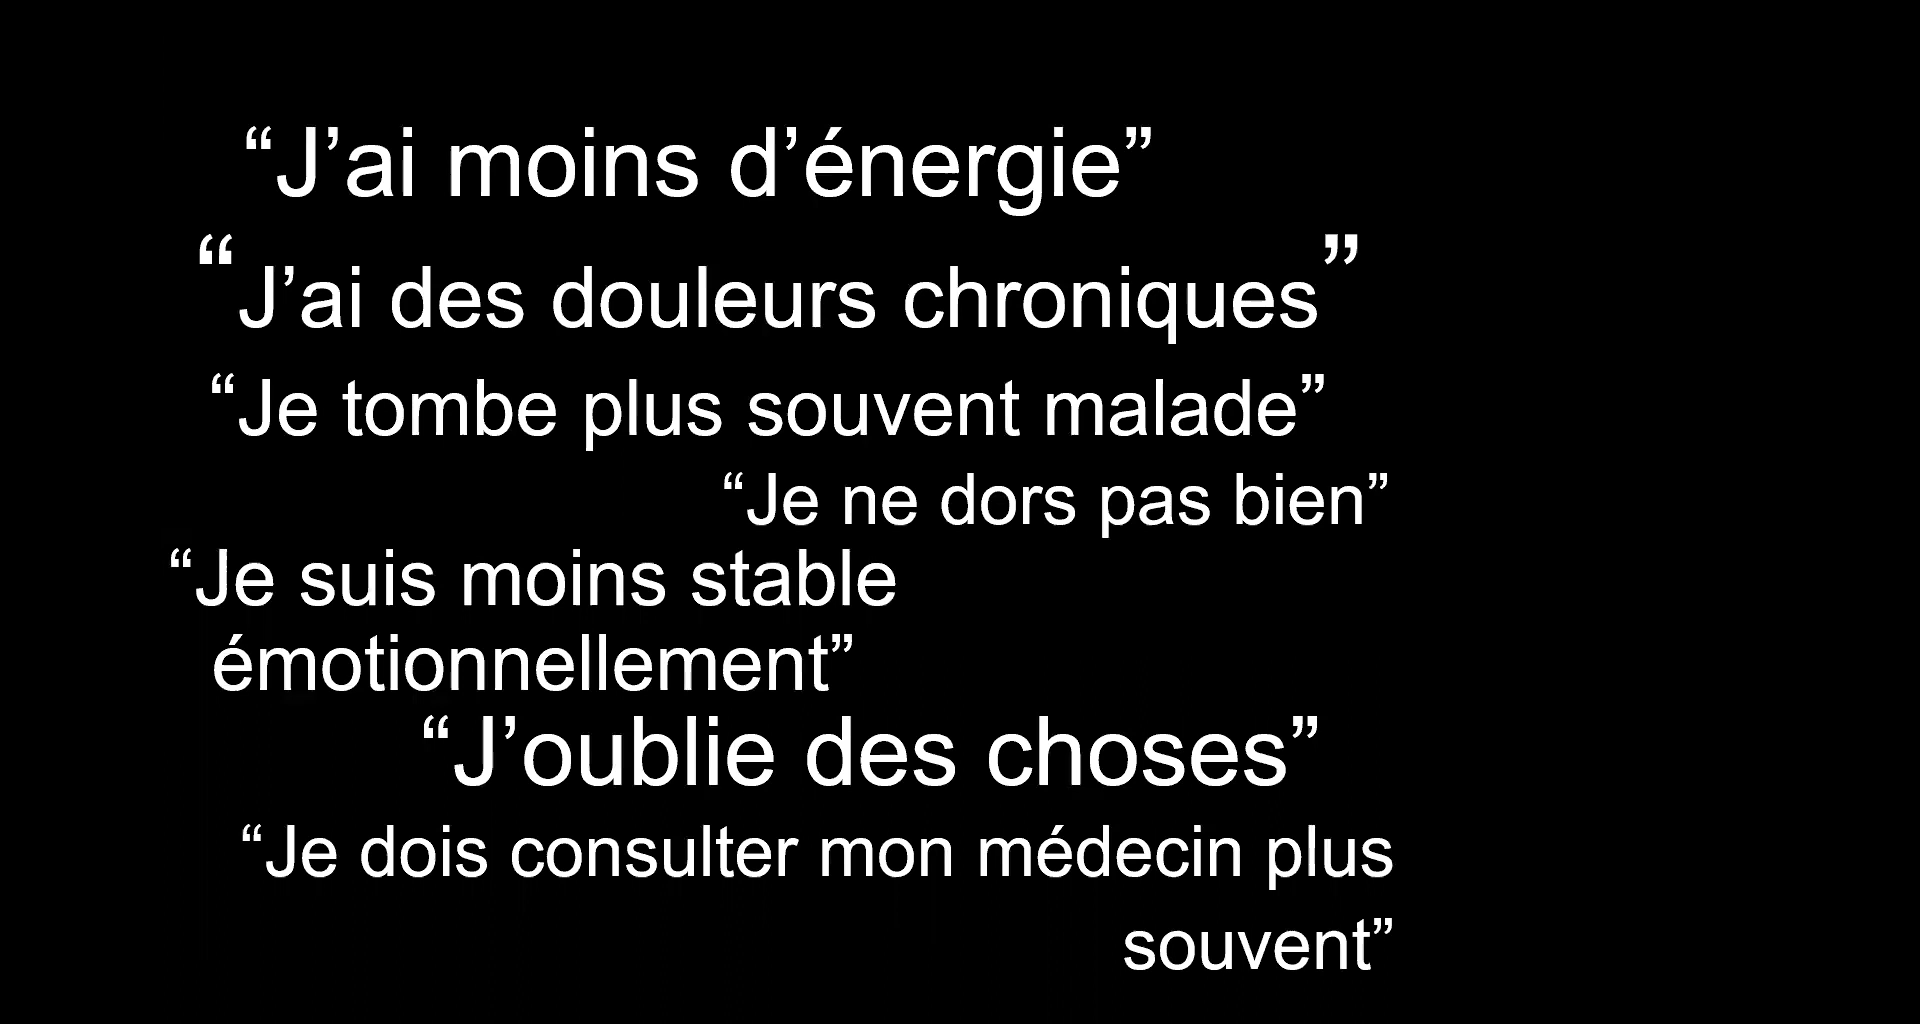 “J’ai moins d’énergie”
“J’ai des douleurs chroniques”
“Je tombe plus souvent malade”
“Je ne dors pas bien”
“Je suis moins stable
émotionnellement”
“J’oublie des choses”
“Je dois consulter mon médecin plus
souvent”